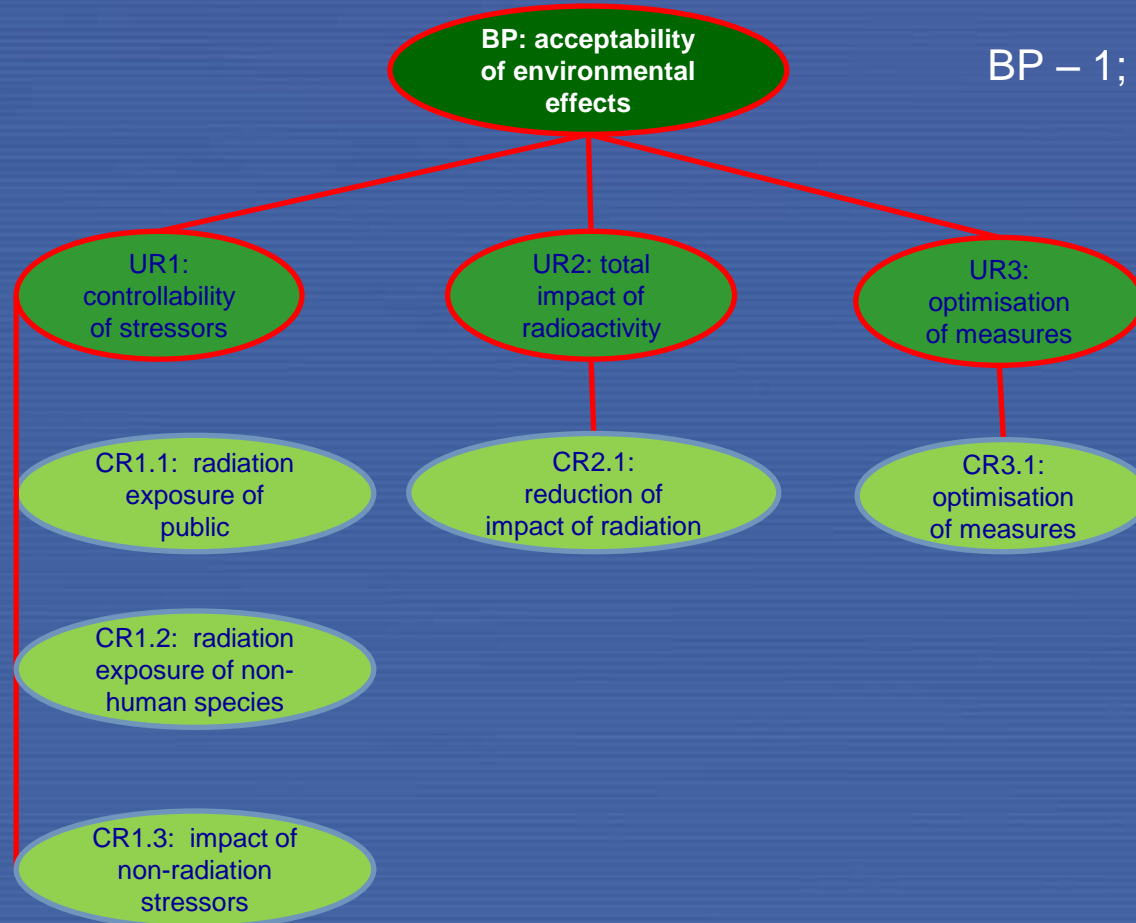 BP: acceptability
of environmental
effects
BP – 1;
UR1:
controllability
of stressors
UR2: total
impact of
radioactivity
UR3:
optimisation
of measures
CR1.1: radiation
exposure of
public
CR2.1:
reduction of
impact of radiation
CR3.1:
optimisation
of measures
CR1.2: radiation
exposure of non-
human species
CR1.3: impact of
non-radiation
stressors